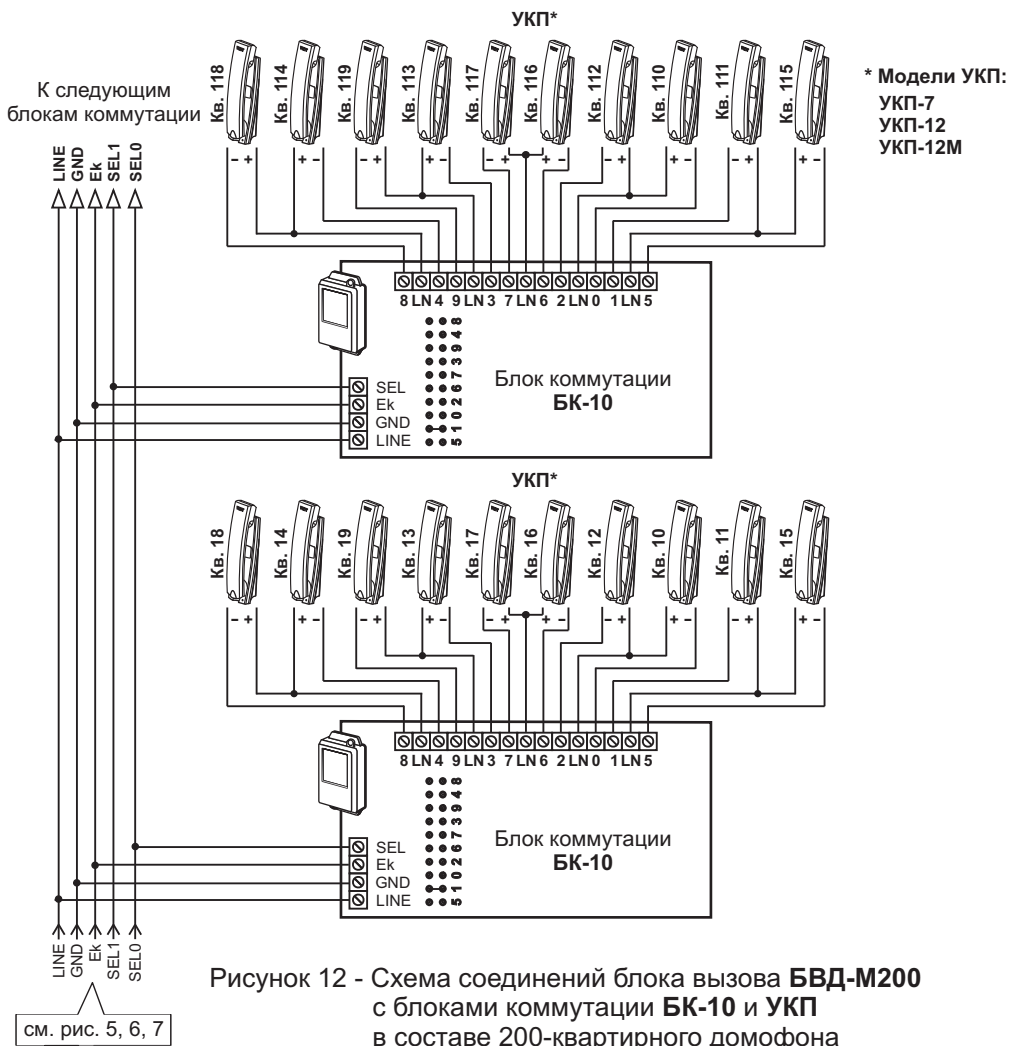 УКП*
К следующим
блокам коммутации
LINE
GND
Ek
SEL1
SEL0
Кв. 118
Кв. 114
Кв. 119
Кв. 113
Кв. 117
Кв. 116
Кв. 112
Кв. 110
Кв. 111
Кв. 115
* Модели УКП:
УКП-7
УКП-12
УКП-12М
- + + - - + + - - + + - - + + - - + + -
8 LN 4 9 LN 3 7 LN 6 2 LN 0 1 LN 5
8
4
9
3
7
6
2
0
1
5
SEL
Ek
GND
LINE
Блок коммутации
БК-10
УКП*
Кв. 18
Кв. 14
Кв. 19
Кв. 13
Кв. 17
Кв. 16
Кв. 12
Кв. 10
Кв. 11
Кв. 15
- + + - - + + - - + + - - + + - - + + -
8 LN 4 9 LN 3 7 LN 6 2 LN 0 1 LN 5
8
4
9
3
7
6
2
0
1
5
SEL
Ek
GND
LINE
Блок коммутации
БК-10
LINE
GND
Ek
SEL1
SEL0
см. рис. 5, 6, 7
Рисунок 12 - Схема соединений блока вызова БВД-М200
с блоками коммутации БК-10 и УКП
в составе 200-квартирного домофона